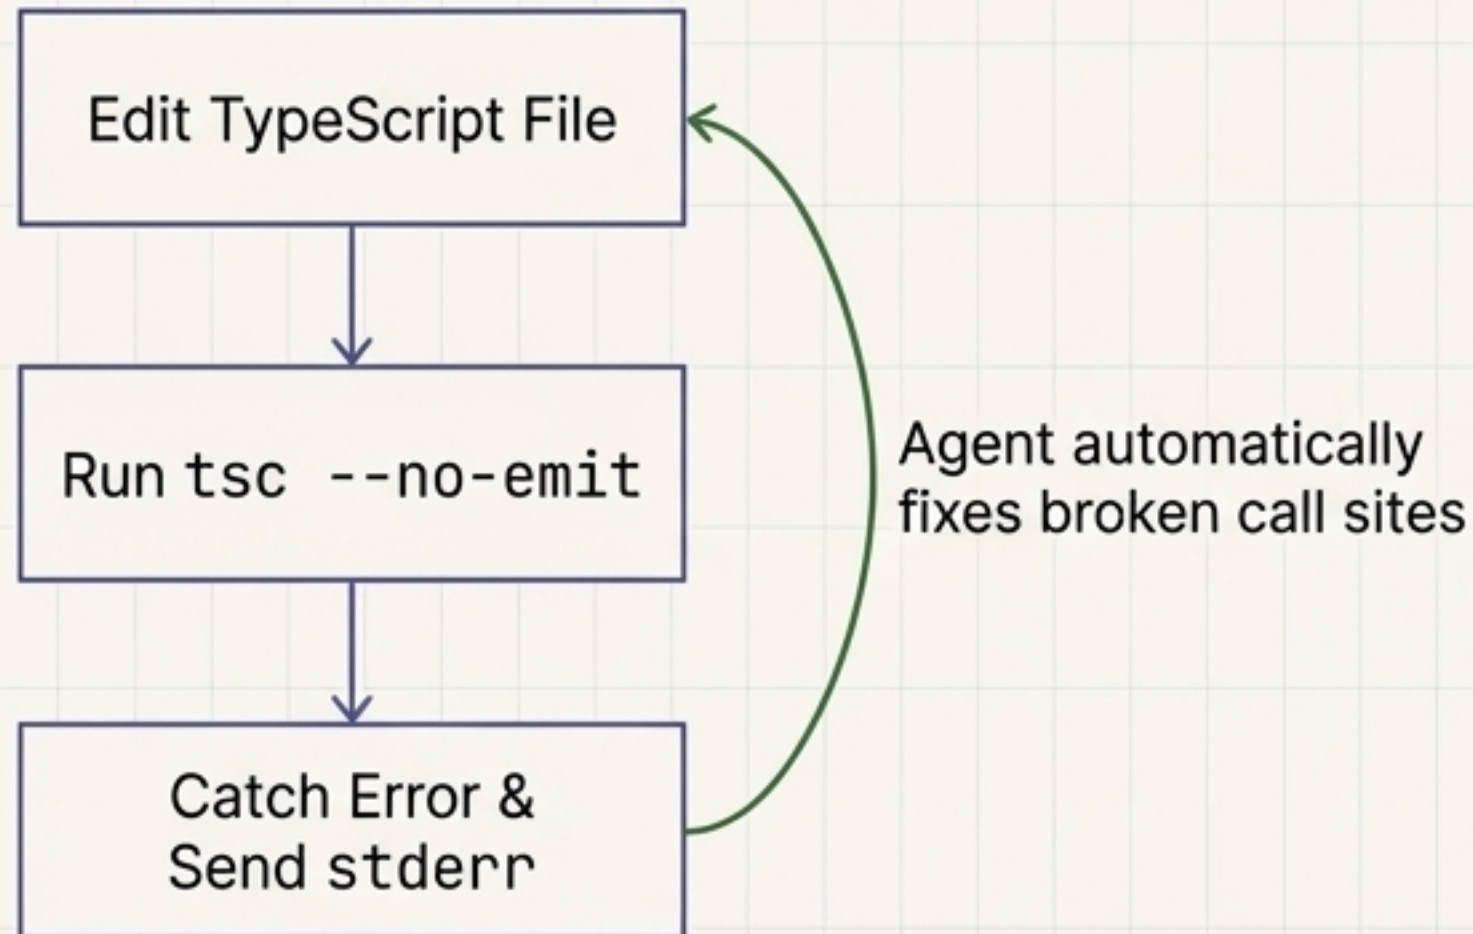 Edit TypeScript File
Run tsc --no-emit
Agent automatically
fixes broken call sites
Catch Error &
Send stderr